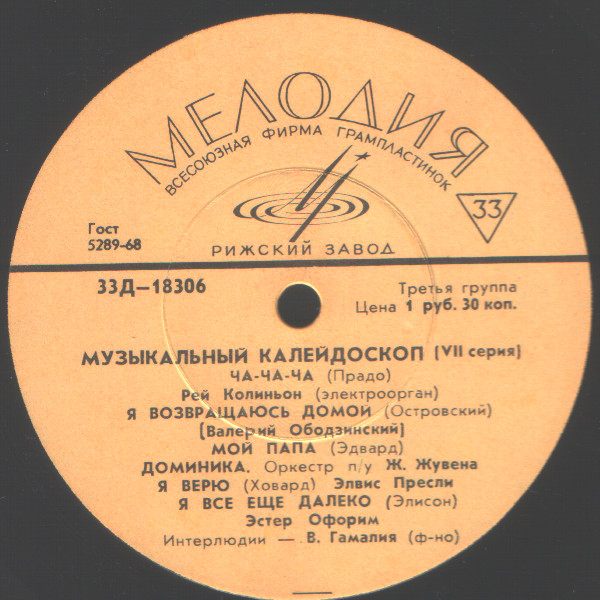 МЕЛОДИЯ
ВСЕСОЮЗНАЯ ФИРМА ГРАМПЛАСТИНОК
33
Гост
5289-68
РИЖСКИЙ ЗАВОД
33Д—18306
Третья группа
Цена 1 руб. 30 коп.
МУЗЫКАЛЬНЫЙ КАЛЕЙДОСКОП (VII серия)
ЧА-ЧА-ЧА (Прадо)
Рей Колиньон (электроорган)
Я ВОЗВРАЩАЮСЬ ДОМОЙ (Островский)
(Валерий Ободзинский)
МОЙ ПАПА (Эдвард)
ДОМИНИКА. Оркестр п/у Ж. Жувена
Я ВЕРЮ (Ховард) Элвис Пресли
Я ВСЕ ЕЩЕ ДАЛЕКО (Элисон)
Эстер Офорим
Интерлюдии — В. Гамалия (ф-но)